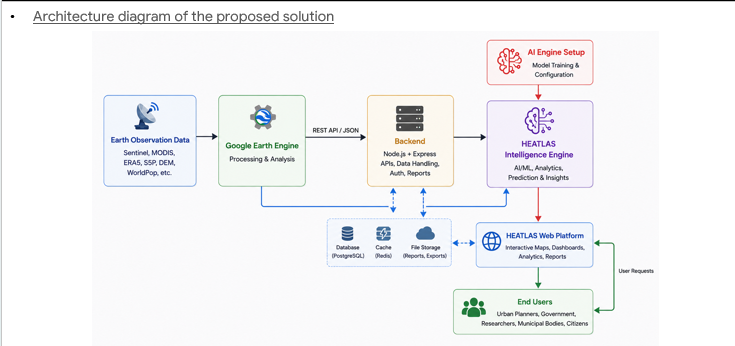 • Architecture diagram of the proposed solution
AI Engine Setup
Model Training &
Configuration
Earth Observation Data
Sentinel, MODIS,
ERA5, S5P, DEM,
WorldPop, etc.
Google Earth Engine
Processing & Analysis
REST API / JSON
Backend
Node.js + Express
APIs, Data Handling,
Auth, Reports
HEATLAS
Intelligence Engine
AI/ML, Analytics,
Prediction & Insights
Database
(PostgreSQL)
Cache
(Redis)
File Storage
(Reports, Exports)
HEATLAS Web Platform
Interactive Maps, Dashboards,
Analytics, Reports
User Requests
End Users
Urban Planners, Government,
Researchers, Municipal Bodies, Citizens